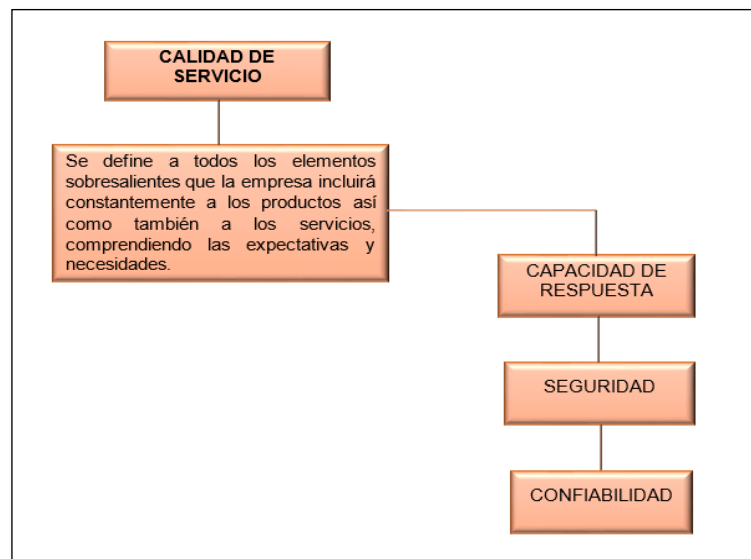 CALIDAD DE
SERVICIO
Se define a todos los elementos
sobresalientes que la empresa incluirá
constantemente a los productos así
como también a los servicios,
comprendiendo las expectativas y
necesidades.
CAPACIDAD DE
RESPUESTA
SEGURIDAD
CONFIABILIDAD